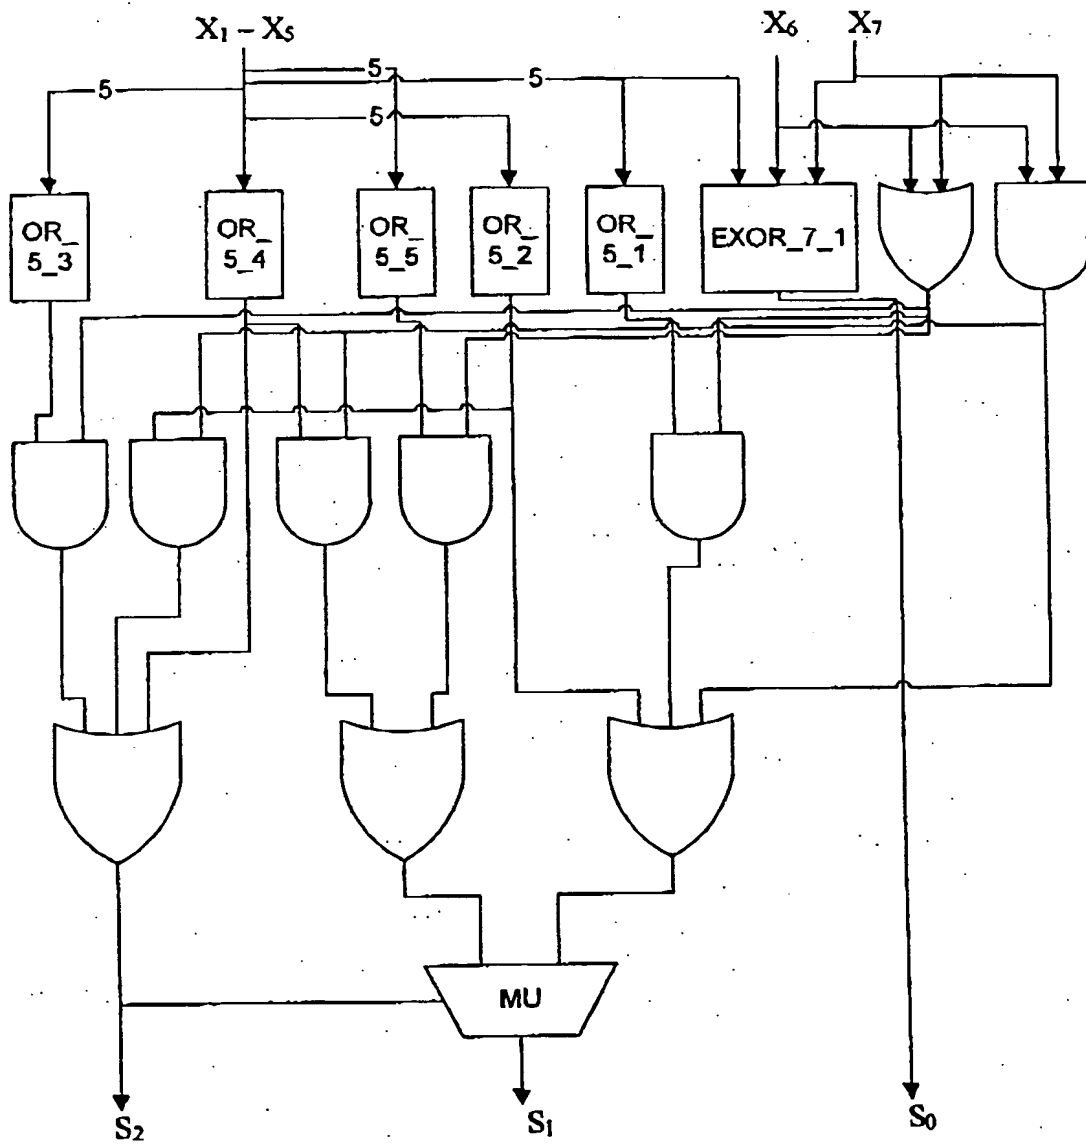 X₁ – X₅
X₆
X₇
5
5
5
5
OR_
5_3
OR_
5_4
OR_
5_5
OR_
5_2
OR_
5_1
EXOR_7_1
MU
S₂
S₁
S₀